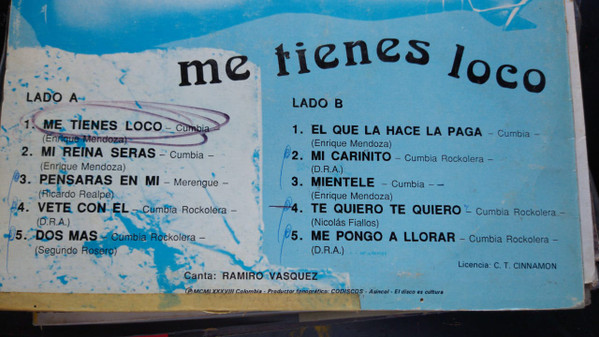 me tienes loco
LADO A
1. ME TIENES LOCO – Cumbia
(Enrique Mendoza)
2. MI REINA SERAS – Cumbia –
(Enrique Mendoza)
3. PENSARAS EN MI – Merengue –
(Ricardo Realpe)
4. VETE CON EL – Cumbia Rockolera –
(D.R.A.)
5. DOS MAS – Cumbia Rockolera –
(Segundo Rosero)
LADO B
1. EL QUE LA HACE LA PAGA – Cumbia –
(Enrique Mendoza)
2. MI CARIÑITO – Cumbia Rockolera –
(D.R.A.)
3. MIENTELE – Cumbia – –
(Enrique Mendoza)
4. TE QUIERO TE QUIERO – Cumbia Rockolera –
(Nicolás Fiallos)
5. ME PONGO A LLORAR – Cumbia Rockolera –
(D.R.A.)
Licencia: C. T. CINNAMON
Canta: RAMIRO VASQUEZ
Ⓟ MCMLXXXVIII Colombia - Productor fonográfico: CODISCOS - Asincol - El disco es cultura